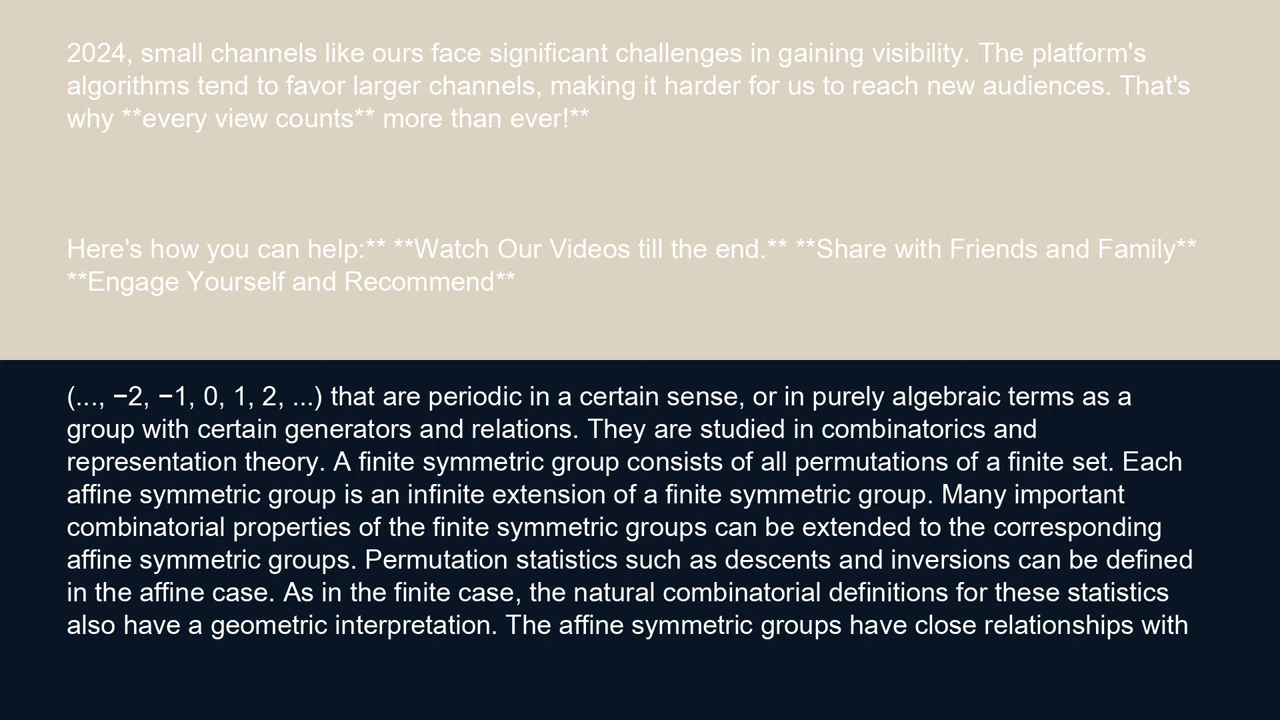 2024, small channels like ours face significant challenges in gaining visibility. The platform's
algorithms tend to favor larger channels, making it harder for us to reach new audiences. That's
why **every view counts** more than ever!**
Here's how you can help:** **Watch Our Videos till the end.** **Share with Friends and Family**
**Engage Yourself and Recommend**
(..., −2, −1, 0, 1, 2, ...) that are periodic in a certain sense, or in purely algebraic terms as a
group with certain generators and relations. They are studied in combinatorics and
representation theory. A finite symmetric group consists of all permutations of a finite set. Each
affine symmetric group is an infinite extension of a finite symmetric group. Many important
combinatorial properties of the finite symmetric groups can be extended to the corresponding
affine symmetric groups. Permutation statistics such as descents and inversions can be defined
in the affine case. As in the finite case, the natural combinatorial definitions for these statistics
also have a geometric interpretation. The affine symmetric groups have close relationships with